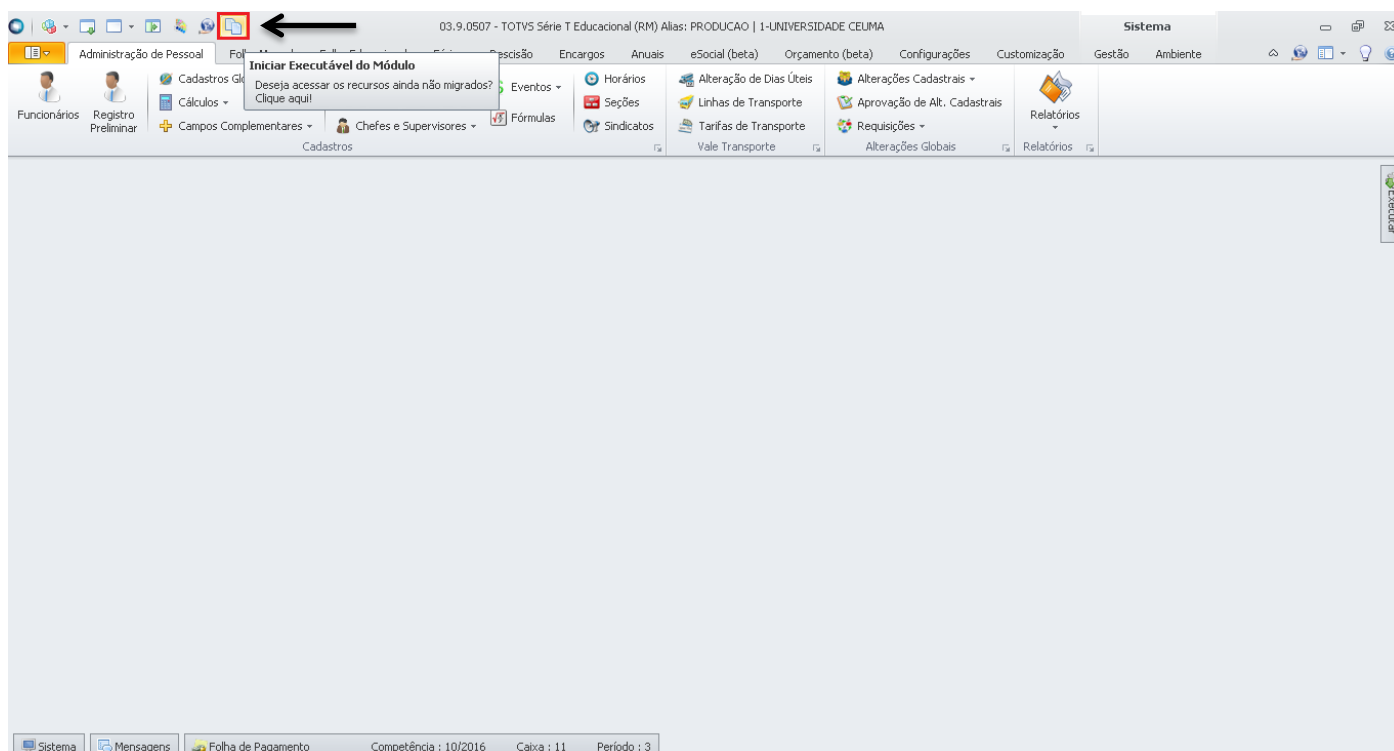 03.9.0507 - TOTVS Série T Educacional (RM) Alias: PRODUCAO | 1-UNIVERSIDADE CEUMA
Sistema
Administração de Pessoal
Encargos Anuais eSocial (beta) Orçamento (beta) Configurações Customização Gestão Ambiente
Iniciar Executável do Módulo
Deseja acessar os recursos ainda não migrados?
Clique aqui!
Funcionários
Registro
Preliminar
Cadastros
Cálculos
Campos Complementares
Chefes e Supervisores
Eventos
Fórmulas
Horários
Seções
Sindicatos
Alteração de Dias Úteis
Linhas de Transporte
Tarifas de Transporte
Alterações Cadastrais
Aprovação de Alt. Cadastrais
Requisições
Relatórios
Cadastros
Vale Transporte
Alterações Globais
Relatórios
Executar
Sistema Mensagens Folha de Pagamento Competência : 10/2016 Caixa : 11 Período : 3